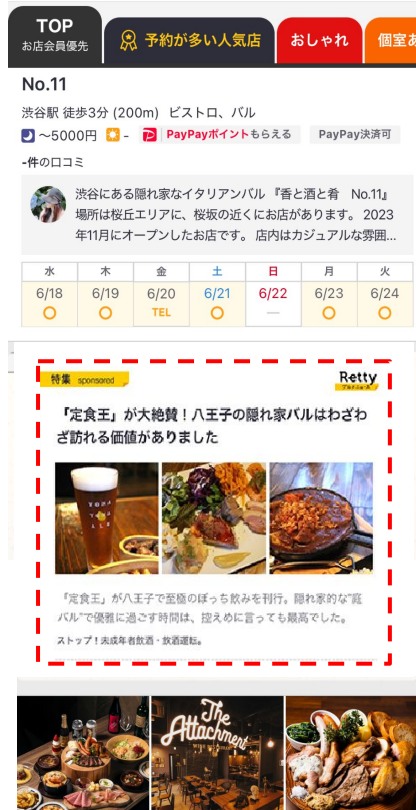 TOP
お店会員優先
予約が多い人気店
おしゃれ
個室あ
No.11
渋谷駅 徒歩3分 (200m) ビストロ、バル
～5000円 - PayPayポイントもらえる PayPay決済可
-件の口コミ
渋谷にある隠れ家なイタリアンバル 『香と酒と肴 No.11』
場所は桜丘エリアに、桜坂の近くにお店があります。 2023
年11月にオープンしたお店です。 店内はカジュアルな雰囲...
水 木 金 土 日 月 火
6/18 6/19 6/20 6/21 6/22 6/23 6/24
○ ○ TEL ○ — ○ ○
特集 sponsored
Retty
「定食王」が大絶賛！八王子の隠れ家バルはわざわ
ざ訪れる価値がありました
「定食王」が八王子で至極のぼっち飲みを刊行。隠れ家的な"庭
バル"で優雅に過ごす時間は、控えめに言っても最高でした。
ストップ！未成年者飲酒・飲酒運転。
The
Attachment